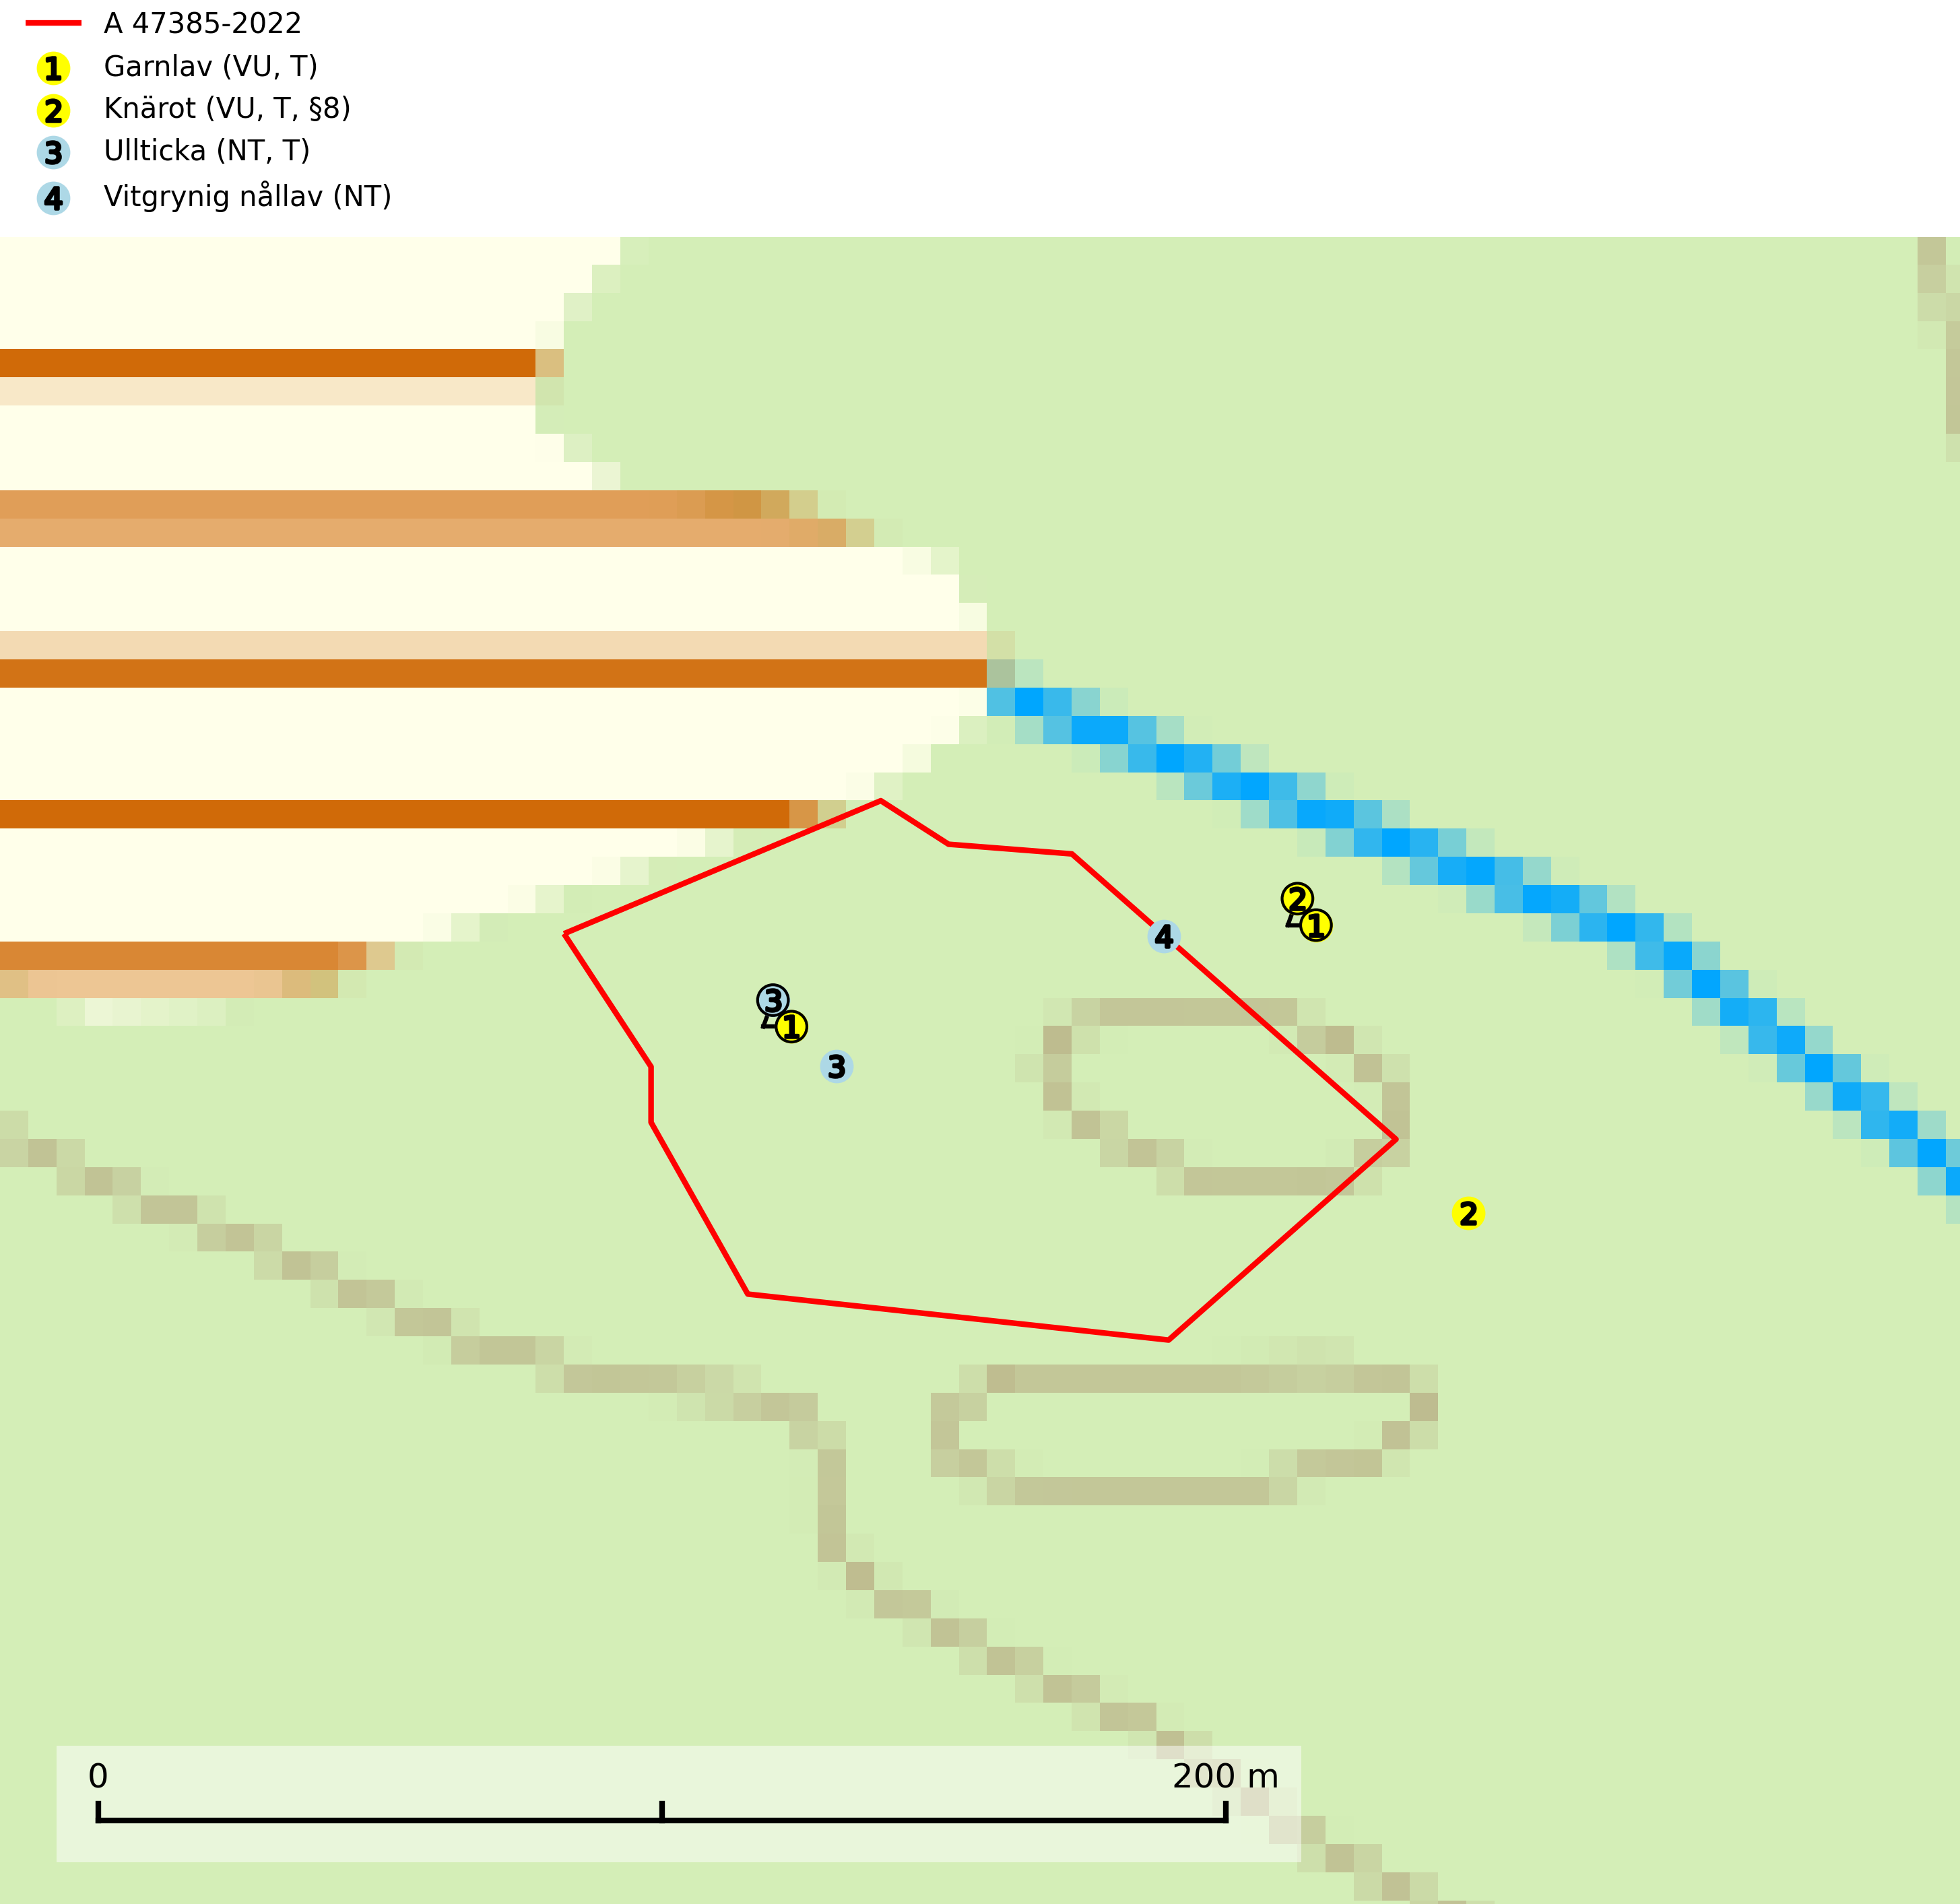 A 47385-2022
1 Garnlav (VU, T)
2 Knärot (VU, T, §8)
3 Ullticka (NT, T)
4 Vitgrynig nållav (NT)
2
1
4
3
1
3
2
0 200 m